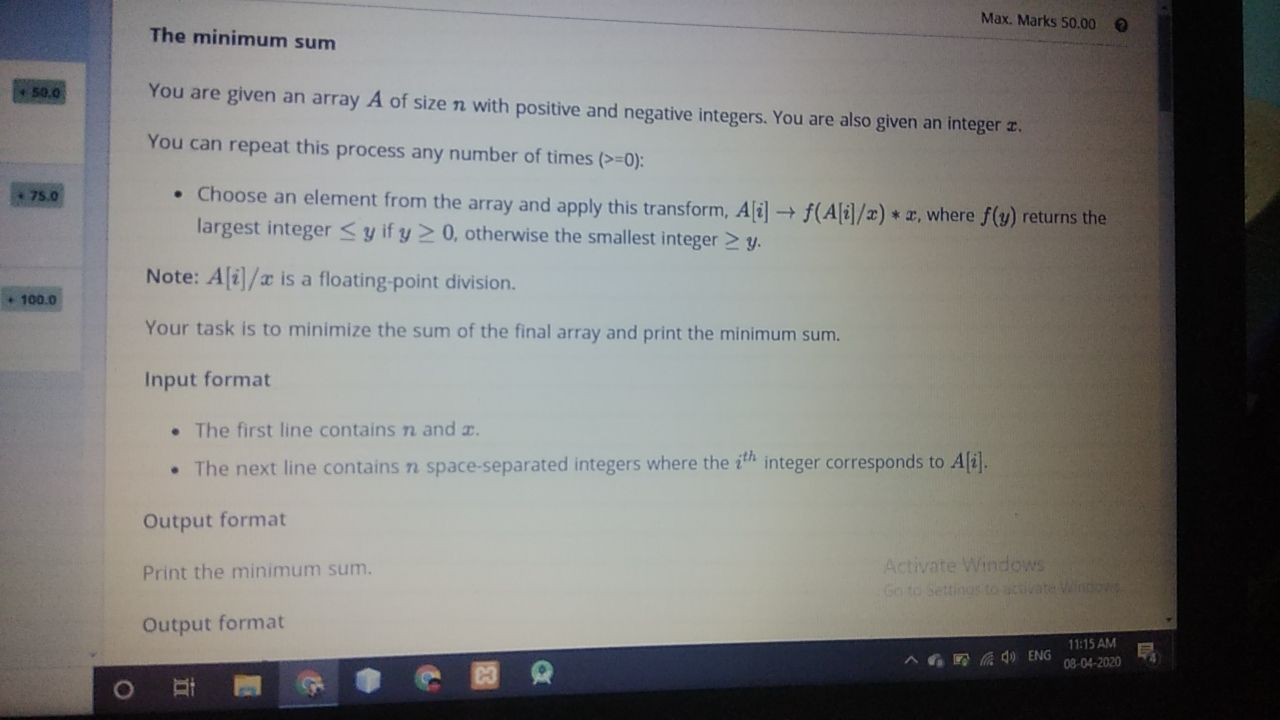 Max. Marks 50.00
The minimum sum
+ 50.0
You are given an array A of size n with positive and negative integers. You are also given an integer x.
You can repeat this process any number of times (>=0):
+ 75.0
• Choose an element from the array and apply this transform, A[i] → f(A[i]/x) * x, where f(y) returns the
largest integer ≤ y if y ≥ 0, otherwise the smallest integer ≥ y.
Note: A[i]/x is a floating-point division.
+ 100.0
Your task is to minimize the sum of the final array and print the minimum sum.
Input format
• The first line contains n and x.
• The next line contains n space-separated integers where the i^th integer corresponds to A[i].
Output format
Print the minimum sum.
Activate Windows
Go to Settings to activate Windows.
Output format
ENG
11:15 AM
08-04-2020
4